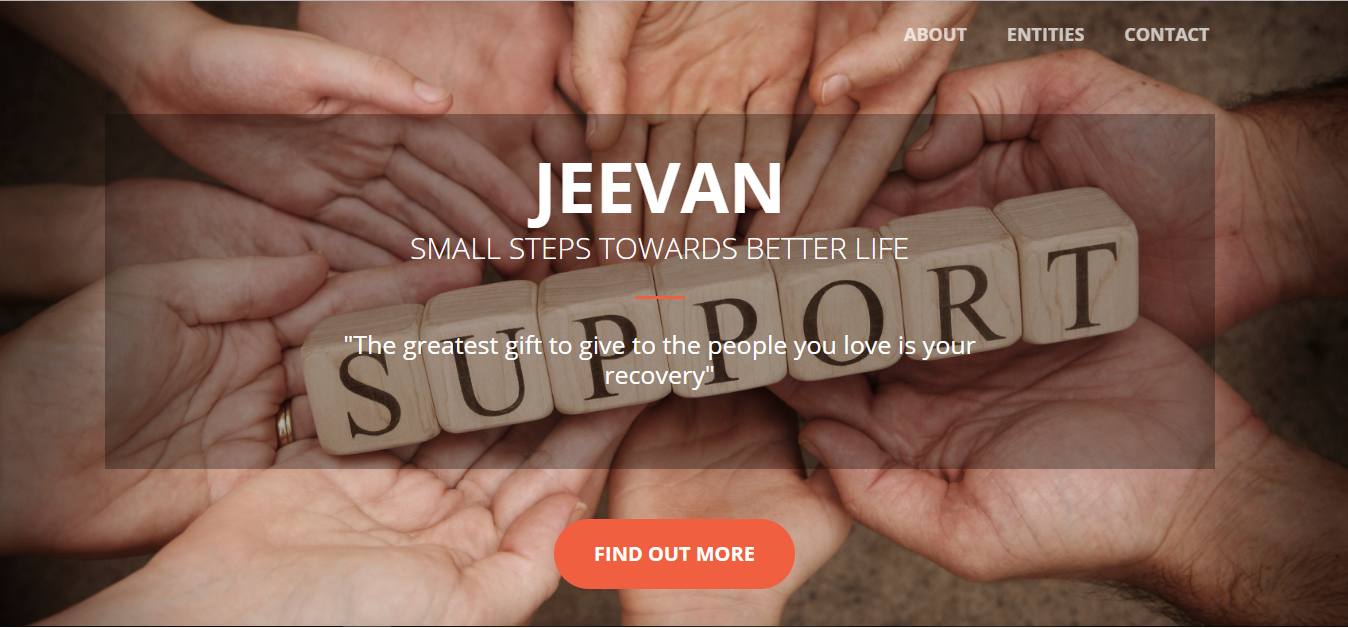 ABOUT ENTITIES CONTACT
JEEVAN
SMALL STEPS TOWARDS BETTER LIFE
SUPPORT
"The greatest gift to give to the people you love is your
recovery"
FIND OUT MORE